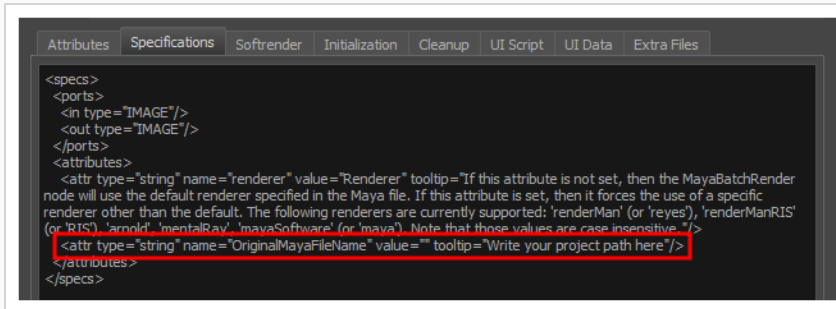 Attributes Specifications Softrender Initialization Cleanup UI Script UI Data Extra Files
<specs>
<ports>
<in type="IMAGE"/>
<out type="IMAGE"/>
</ports>
<attributes>
<attr type="string" name="renderer" value="Renderer" tooltip="If this attribute is not set, then the MayaBatchRender
node will use the default renderer specified in the Maya file. If this attribute is set, then it forces the use of a specific
renderer other than the default. The following renderers are currently supported: 'renderMan' (or 'reyes'), 'renderManRIS'
(or 'RIS'), 'arnold', 'mentalRay', 'mayaSoftware' (or 'maya'). Note that those values are case insensitive."/>
<attr type="string" name="OriginalMayaFileName" value="" tooltip="Write your project path here"/>
</attributes>
</specs>